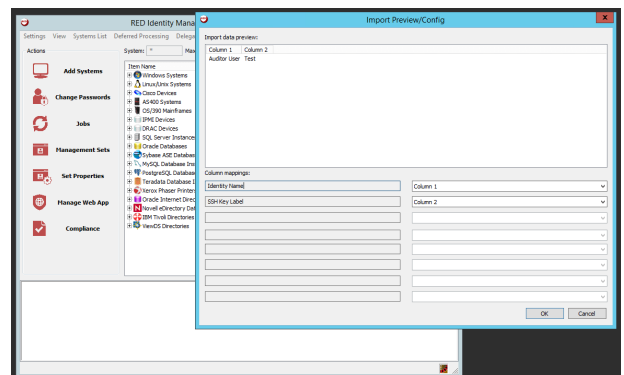 RED Identity Mana
Settings View Systems List Deferred Processing Delega
Actions
System: * Max
Add Systems
Change Passwords
Jobs
Management Sets
Set Properties
Manage Web App
Compliance
Item Name
Windows Systems
Linux/Unix Systems
Cisco Devices
AS400 Systems
OS/390 Mainframes
IPMI Devices
DRAC Devices
SQL Server Instance
Oracle Databases
Sybase ASE Databas
MySQL Database Ins
PostgreSQL Databas
Teradata Database I
Xerox Phaser Printer
Oracle Internet Direc
Novell eDirectory Dat
IBM Tivoli Directories
ViewDS Directories
Import Preview/Config
x
Import data preview:
Column 1 Column 2
Auditor User Test
Column mappings:
Identity Name Column 1
SSH Key Label Column 2
OK Cancel